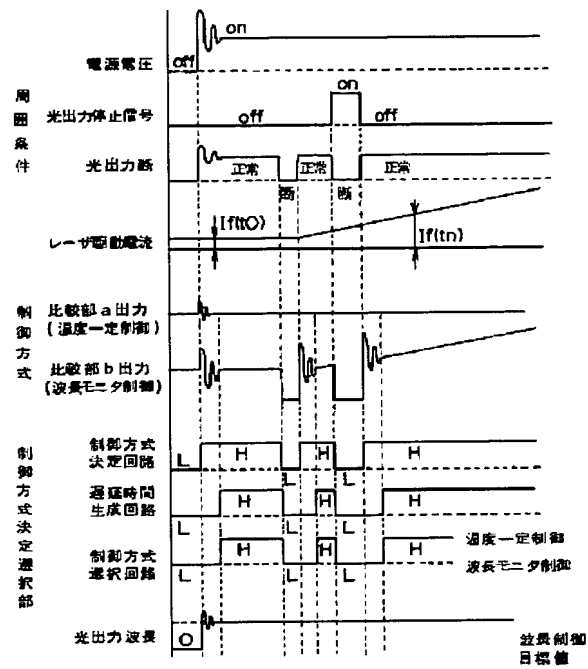 on
off
電源電圧
on
光出力停止信号
off
off
光出力断
正常
正常
正常
断
断
周囲条件
レーザ駆動電流
If(t0)
If(tn)
比較部a出力
(温度一定制御)
比較部b出力
(波長モニタ制御)
制御方式
制御方式
決定回路
L
H
L
H
L
H
遅延時間
生成回路
L
H
L
H
L
H
制御方式
選択回路
L
H
L
H
L
H
温度一定制御
波長モニタ制御
制御方式決定選択部
光出力波長
0
波長制御
目標値